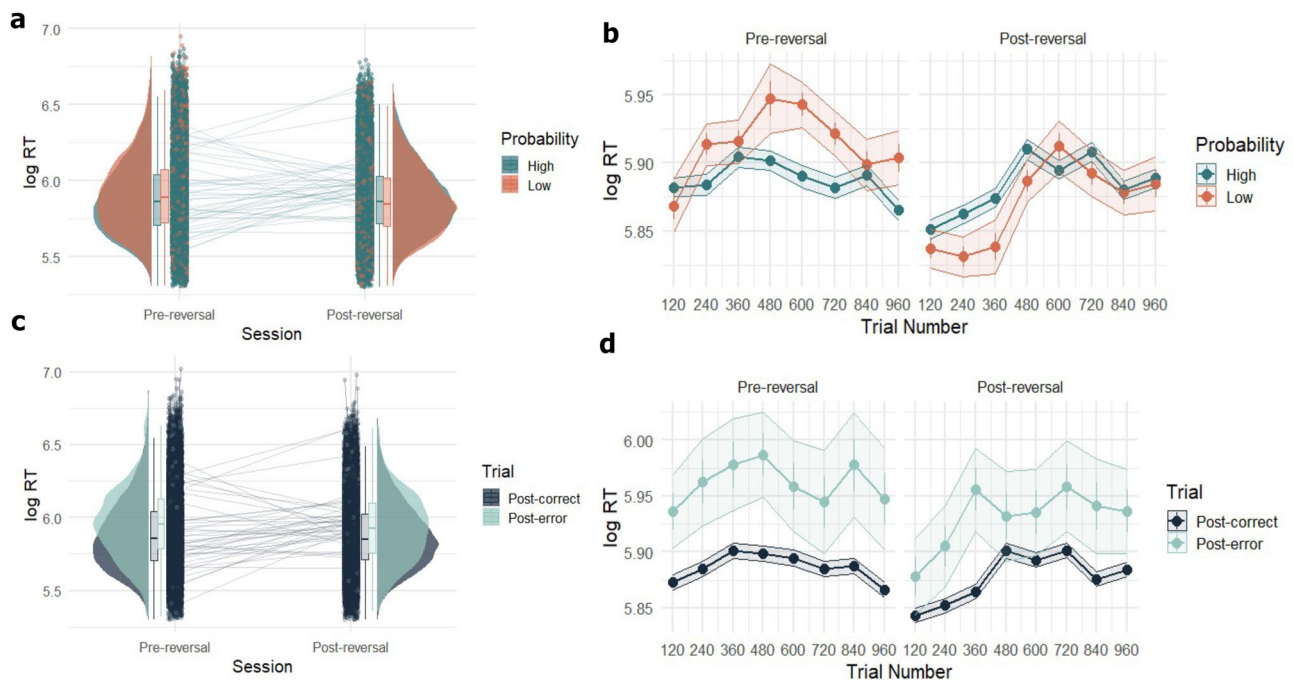 a
7.0
6.5
6.0
5.5
log RT
Pre-reversal Post-reversal
Session
Probability
High
Low
b
Pre-reversal Post-reversal
5.95
5.90
5.85
log RT
120 240 360 480 600 720 840 960 120 240 360 480 600 720 840 960
Trial Number
Probability
High
Low
c
7.0
6.5
6.0
5.5
log RT
Pre-reversal Post-reversal
Session
Trial
Post-correct
Post-error
d
Pre-reversal Post-reversal
6.00
5.95
5.90
5.85
log RT
120 240 360 480 600 720 840 960 120 240 360 480 600 720 840 960
Trial Number
Trial
Post-correct
Post-error